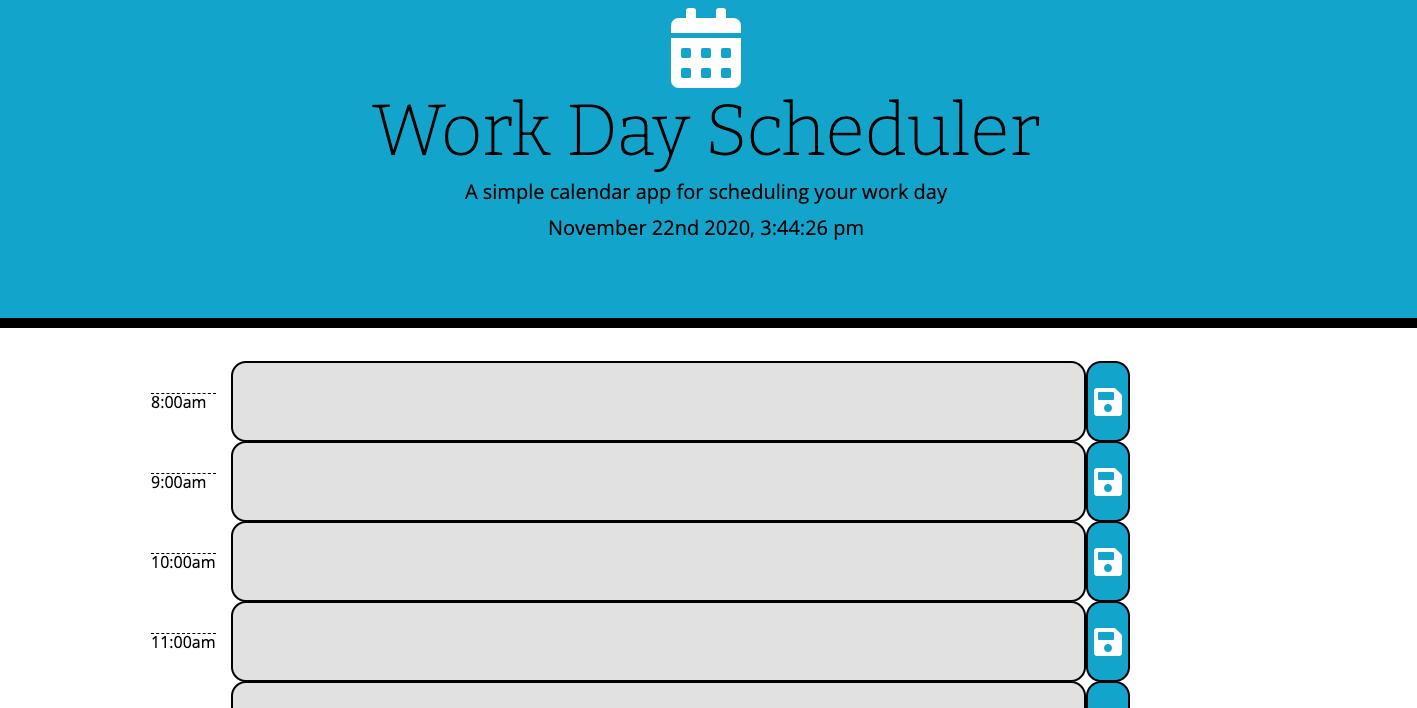 Work Day Scheduler
A simple calendar app for scheduling your work day
November 22nd 2020, 3:44:26 pm
8:00am
9:00am
10:00am
11:00am